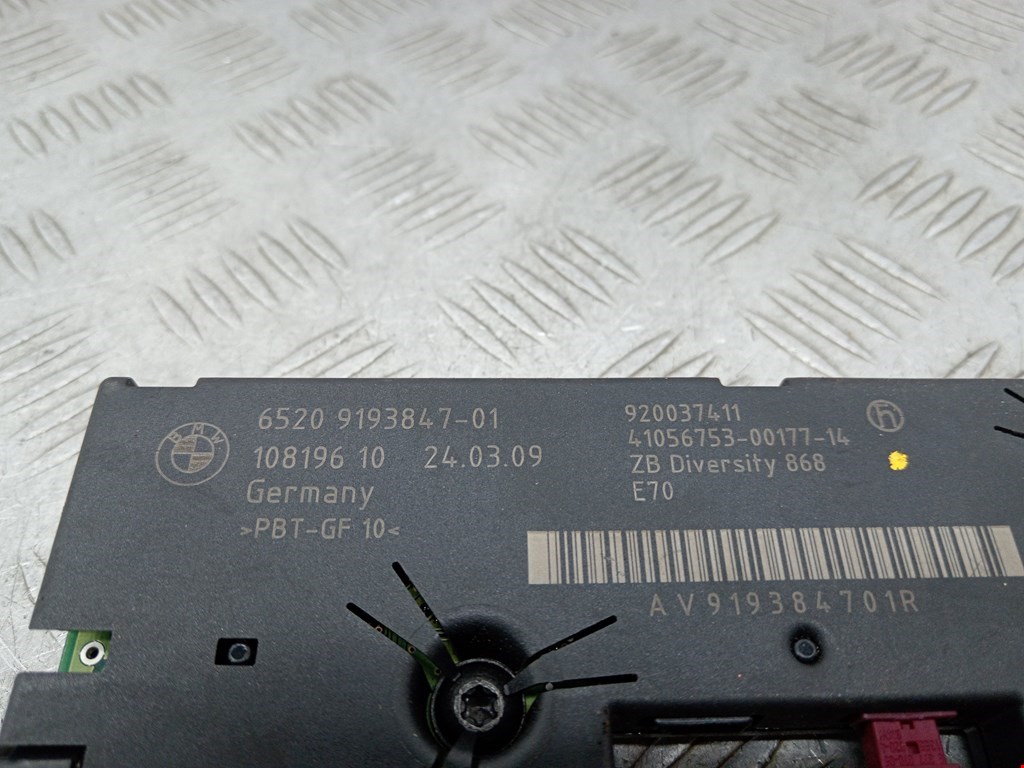 6520 9193847-01
108196 10 24.03.09
Germany
>PBT-GF 10<
BMW
920037411
41056753-00177-14
ZB Diversity 868
E70
h
AV919384701R